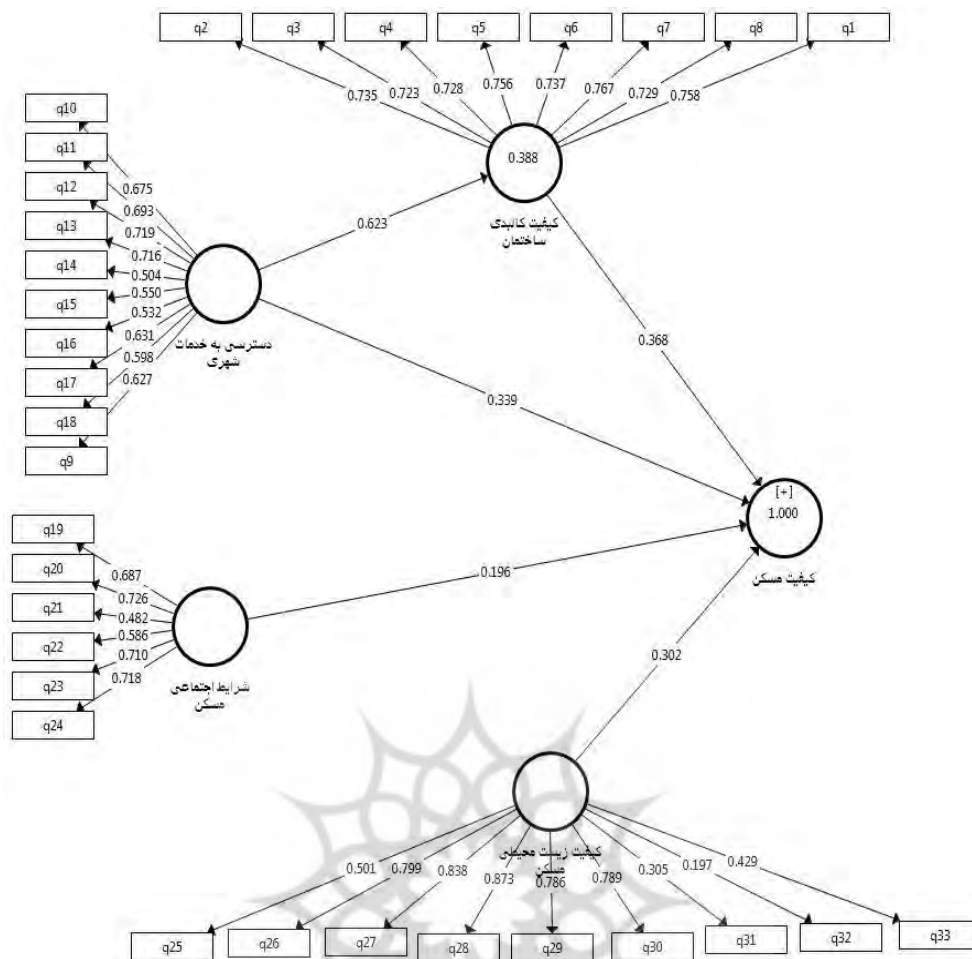 q2 q3 q4 q5 q6 q7 q8 q1
0.735 0.723 0.728 0.756 0.737 0.767 0.729 0.758
0.388
کیفیت کالبدی
ساختمان
q10
q11
q12
q13
q14
q15
q16
q17
q18
q9
0.675
0.693
0.719
0.716
0.504
0.550
0.532
0.631
0.598
0.627
دسترسی به خدمات
شهری
0.623
0.368
0.339
[+]
1.000
کیفیت مسکن
q19
q20
q21
q22
q23
q24
0.687
0.726
0.482
0.586
0.710
0.718
شرایط اجتماعی
مسکن
0.196
0.302
کیفیت زیست محیطی
مسکن
0.501 0.799 0.838 0.873 0.786 0.789 0.305 0.197 0.429
q25 q26 q27 q28 q29 q30 q31 q32 q33